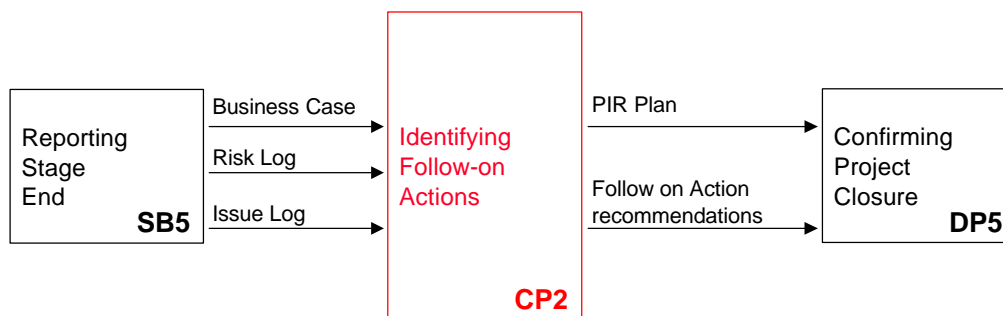 Reporting
Stage
End
SB5
Business Case
Risk Log
Issue Log
Identifying
Follow-on
Actions
CP2
PIR Plan
Follow on Action
recommendations
Confirming
Project
Closure
DP5